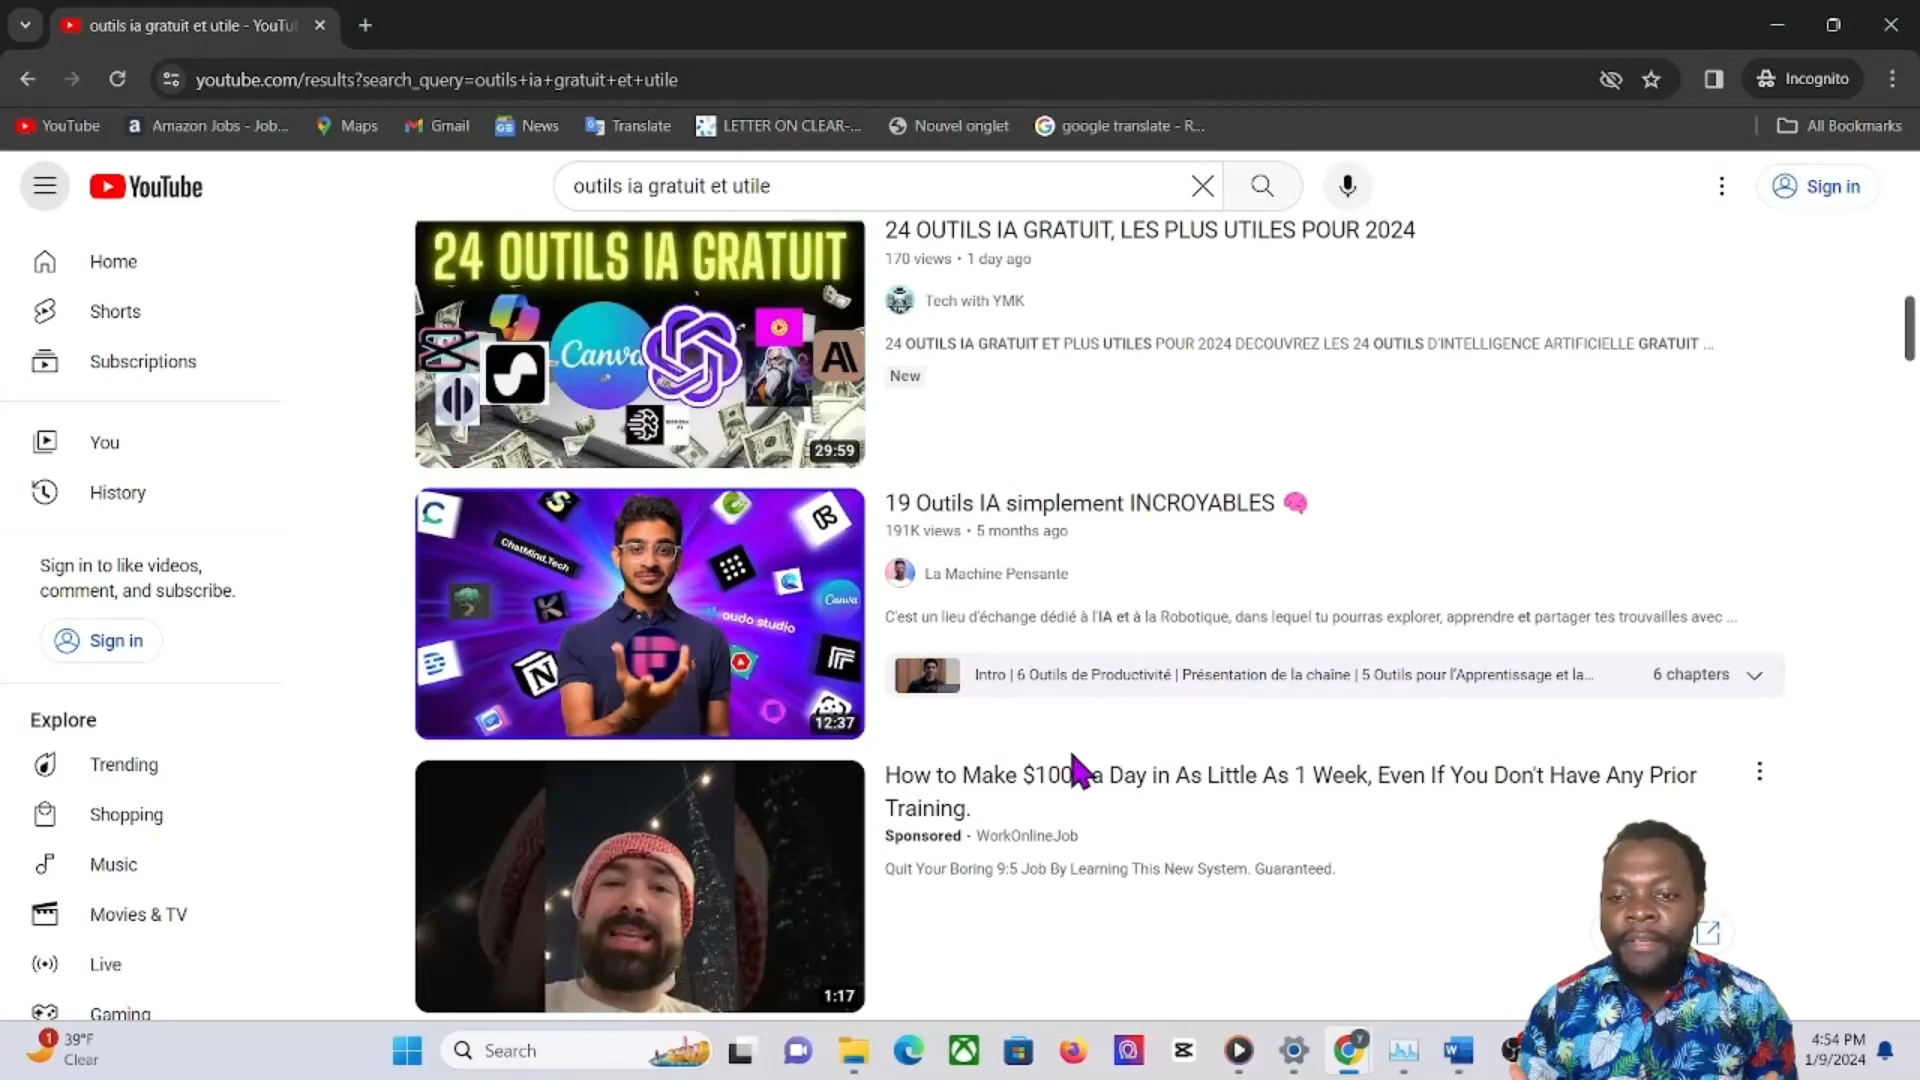 outils ia gratuit et utile - YouTu
youtube.com/results?search_query=outils+ia+gratuit+et+utile
Incognito
YouTube
Amazon Jobs - Job...
Maps
Gmail
News
Translate
LETTER ON CLEAR-...
Nouvel onglet
google translate - R...
All Bookmarks
YouTube
outils ia gratuit et utile
Sign in
Home
Shorts
Subscriptions
You
History
Sign in to like videos,
comment, and subscribe.
Sign in
Explore
Trending
Shopping
Music
Movies & TV
Live
Gaming
24 OUTILS IA GRATUIT
Canva
29:59
24 OUTILS IA GRATUIT, LES PLUS UTILES POUR 2024
170 views • 1 day ago
Tech with YMK
24 OUTILS IA GRATUIT ET PLUS UTILES POUR 2024 DECOUVREZ LES 24 OUTILS D'INTELLIGENCE ARTIFICIELLE GRATUIT ...
New
ChatMind.Tech
Canva
oudo studio
12:37
19 Outils IA simplement INCROYABLES 🧠
191K views • 5 months ago
La Machine Pensante
C'est un lieu d'échange dédié à l'IA et à la Robotique, dans lequel tu pourras explorer, apprendre et partager tes trouvailles avec ...
Intro | 6 Outils de Productivité | Présentation de la chaîne | 5 Outils pour l'Apprentissage et la...
6 chapters
1:17
How to Make $100 a Day in As Little As 1 Week, Even If You Don't Have Any Prior
Training.
Sponsored · WorkOnlineJob
Quit Your Boring 9:5 Job By Learning This New System. Guaranteed.
1
39°F
Clear
Search
4:54 PM
1/9/2024